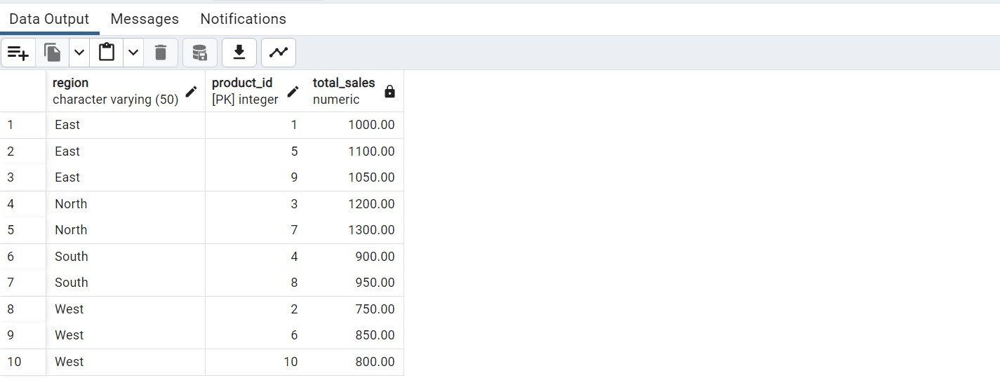 Data Output Messages Notifications
region product_id total_sales
character varying (50) [PK] integer numeric
1 East 1 1000.00
2 East 5 1100.00
3 East 9 1050.00
4 North 3 1200.00
5 North 7 1300.00
6 South 4 900.00
7 South 8 950.00
8 West 2 750.00
9 West 6 850.00
10 West 10 800.00